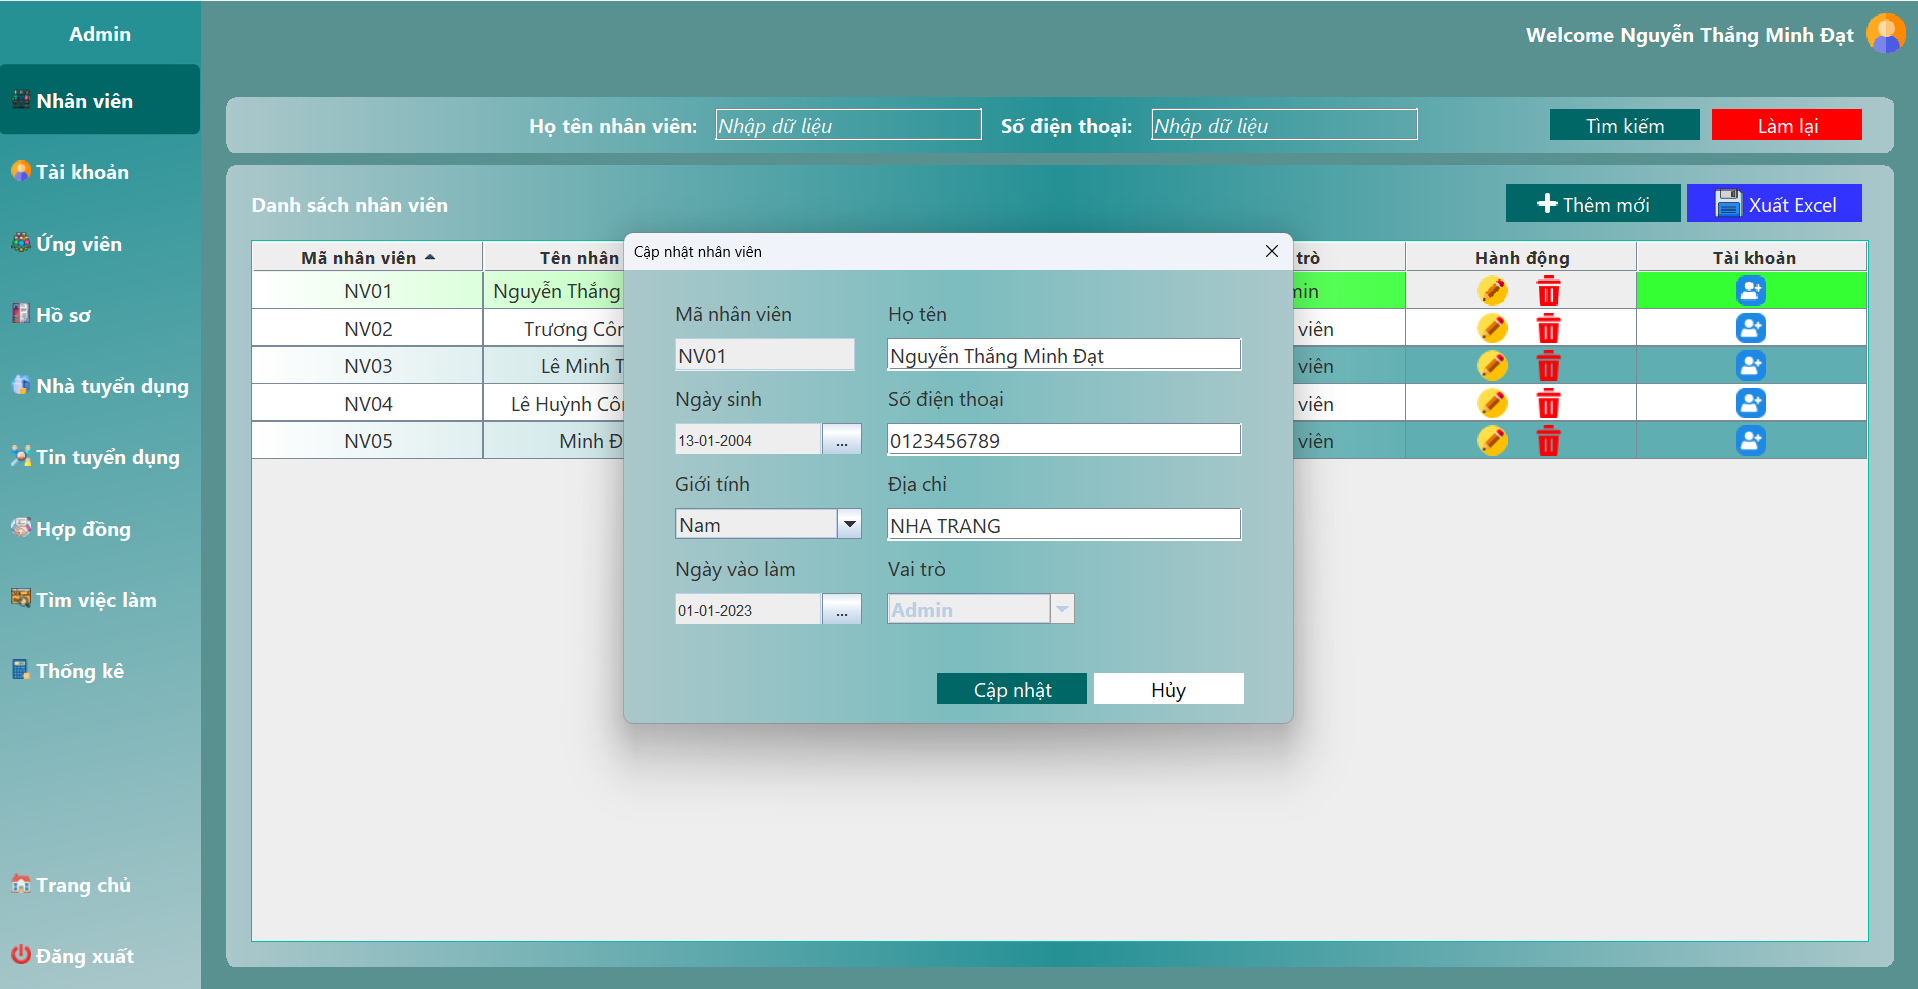 Admin
Welcome Nguyễn Thắng Minh Đạt
Nhân viên
Tài khoản
Ứng viên
Hồ sơ
Nhà tuyển dụng
Tin tuyển dụng
Hợp đồng
Tìm việc làm
Thống kê
Trang chủ
Đăng xuất
Họ tên nhân viên: Nhập dữ liệu Số điện thoại: Nhập dữ liệu Tìm kiếm Làm lại
Danh sách nhân viên Thêm mới Xuất Excel
Mã nhân viên Tên nhân trò Hành động Tài khoản
NV01 Nguyễn Thắng
NV02 Trương viên
NV03 Lê Minh viên
NV04 Lê Huỳnh viên
NV05 Minh viên
Cập nhật nhân viên
Mã nhân viên Họ tên
NV01 Nguyễn Thắng Minh Đạt
Ngày sinh Số điện thoại
13-01-2004 ... 0123456789
Giới tính Địa chỉ
Nam NHA TRANG
Ngày vào làm Vai trò
01-01-2023 ... Admin
Cập nhật Hủy